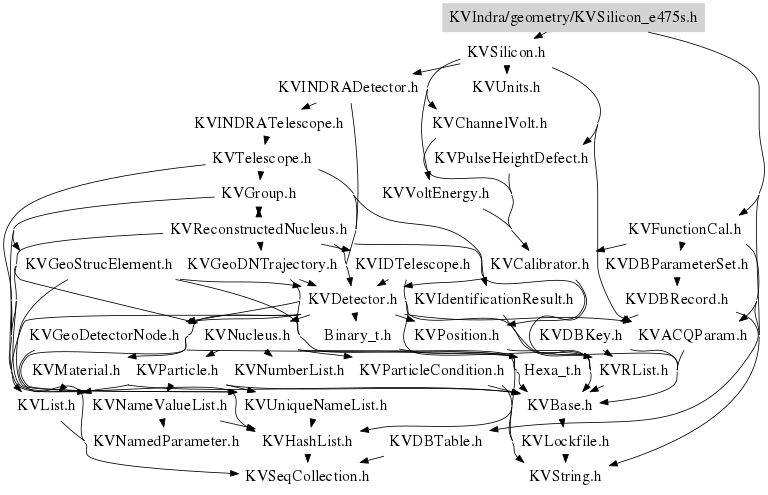 KVIndra/geometry/KVSilicon_e475s.h
KVSilicon.h
KVINDRADetector.h KVUnits.h
KVINDRATelescope.h KVChannelVolt.h
KVTelescope.h KVPulseHeightDefect.h
KVGroup.h KVVoltEnergy.h
KVReconstructedNucleus.h KVFunctionCal.h
KVGeoStrucElement.h KVGeoDNTrajectory.h KVIDTelescope.h KVCalibrator.h KVDBParameterSet.h
KVDetector.h KVIdentificationResult.h KVDBRecord.h
KVGeoDetectorNode.h KVNucleus.h Binary_t.h KVPosition.h KVDBKey.h KVACQParam.h
KVMaterial.h KVParticle.h KVNumberList.h KVParticleCondition.h Hexa_t.h KVRList.h
KVList.h KVNameValueList.h KVUniqueNameList.h KVBase.h
KVNamedParameter.h KVHashList.h KVDBTable.h KVLockfile.h
KVSeqCollection.h KVString.h